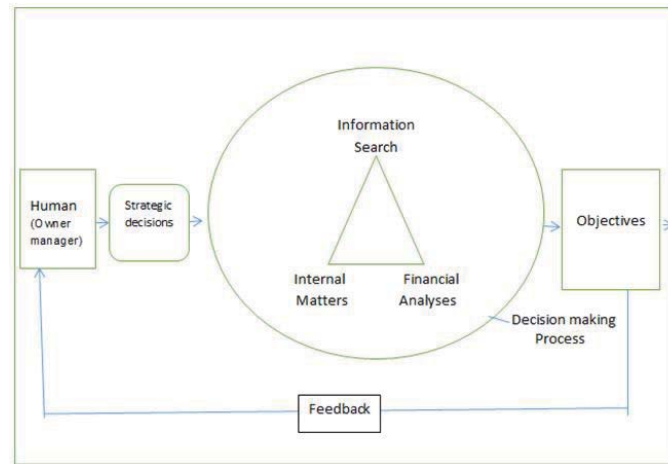 Information
Search
Human
(Owner
manager)
Strategic
decisions
Objectives
Internal
Matters
Financial
Analyses
Decision making
Process
Feedback